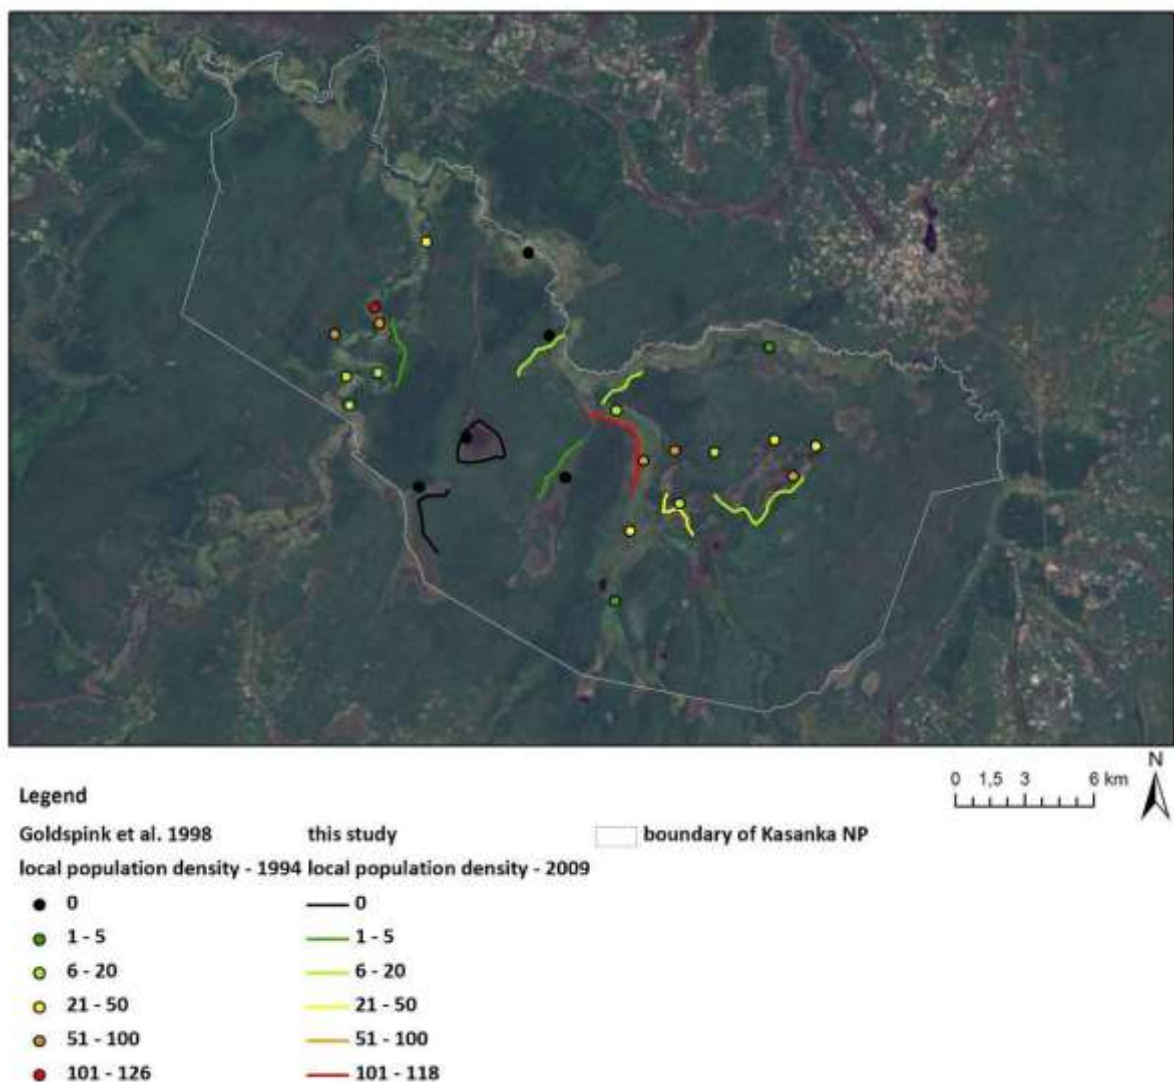 N
0 1,5 3 6 km
Legend
Goldspink et al. 1998 this study boundary of Kasanka NP
local population density - 1994 local population density - 2009
0 0
1 - 5 1 - 5
6 - 20 6 - 20
21 - 50 21 - 50
51 - 100 51 - 100
101 - 126 101 - 118